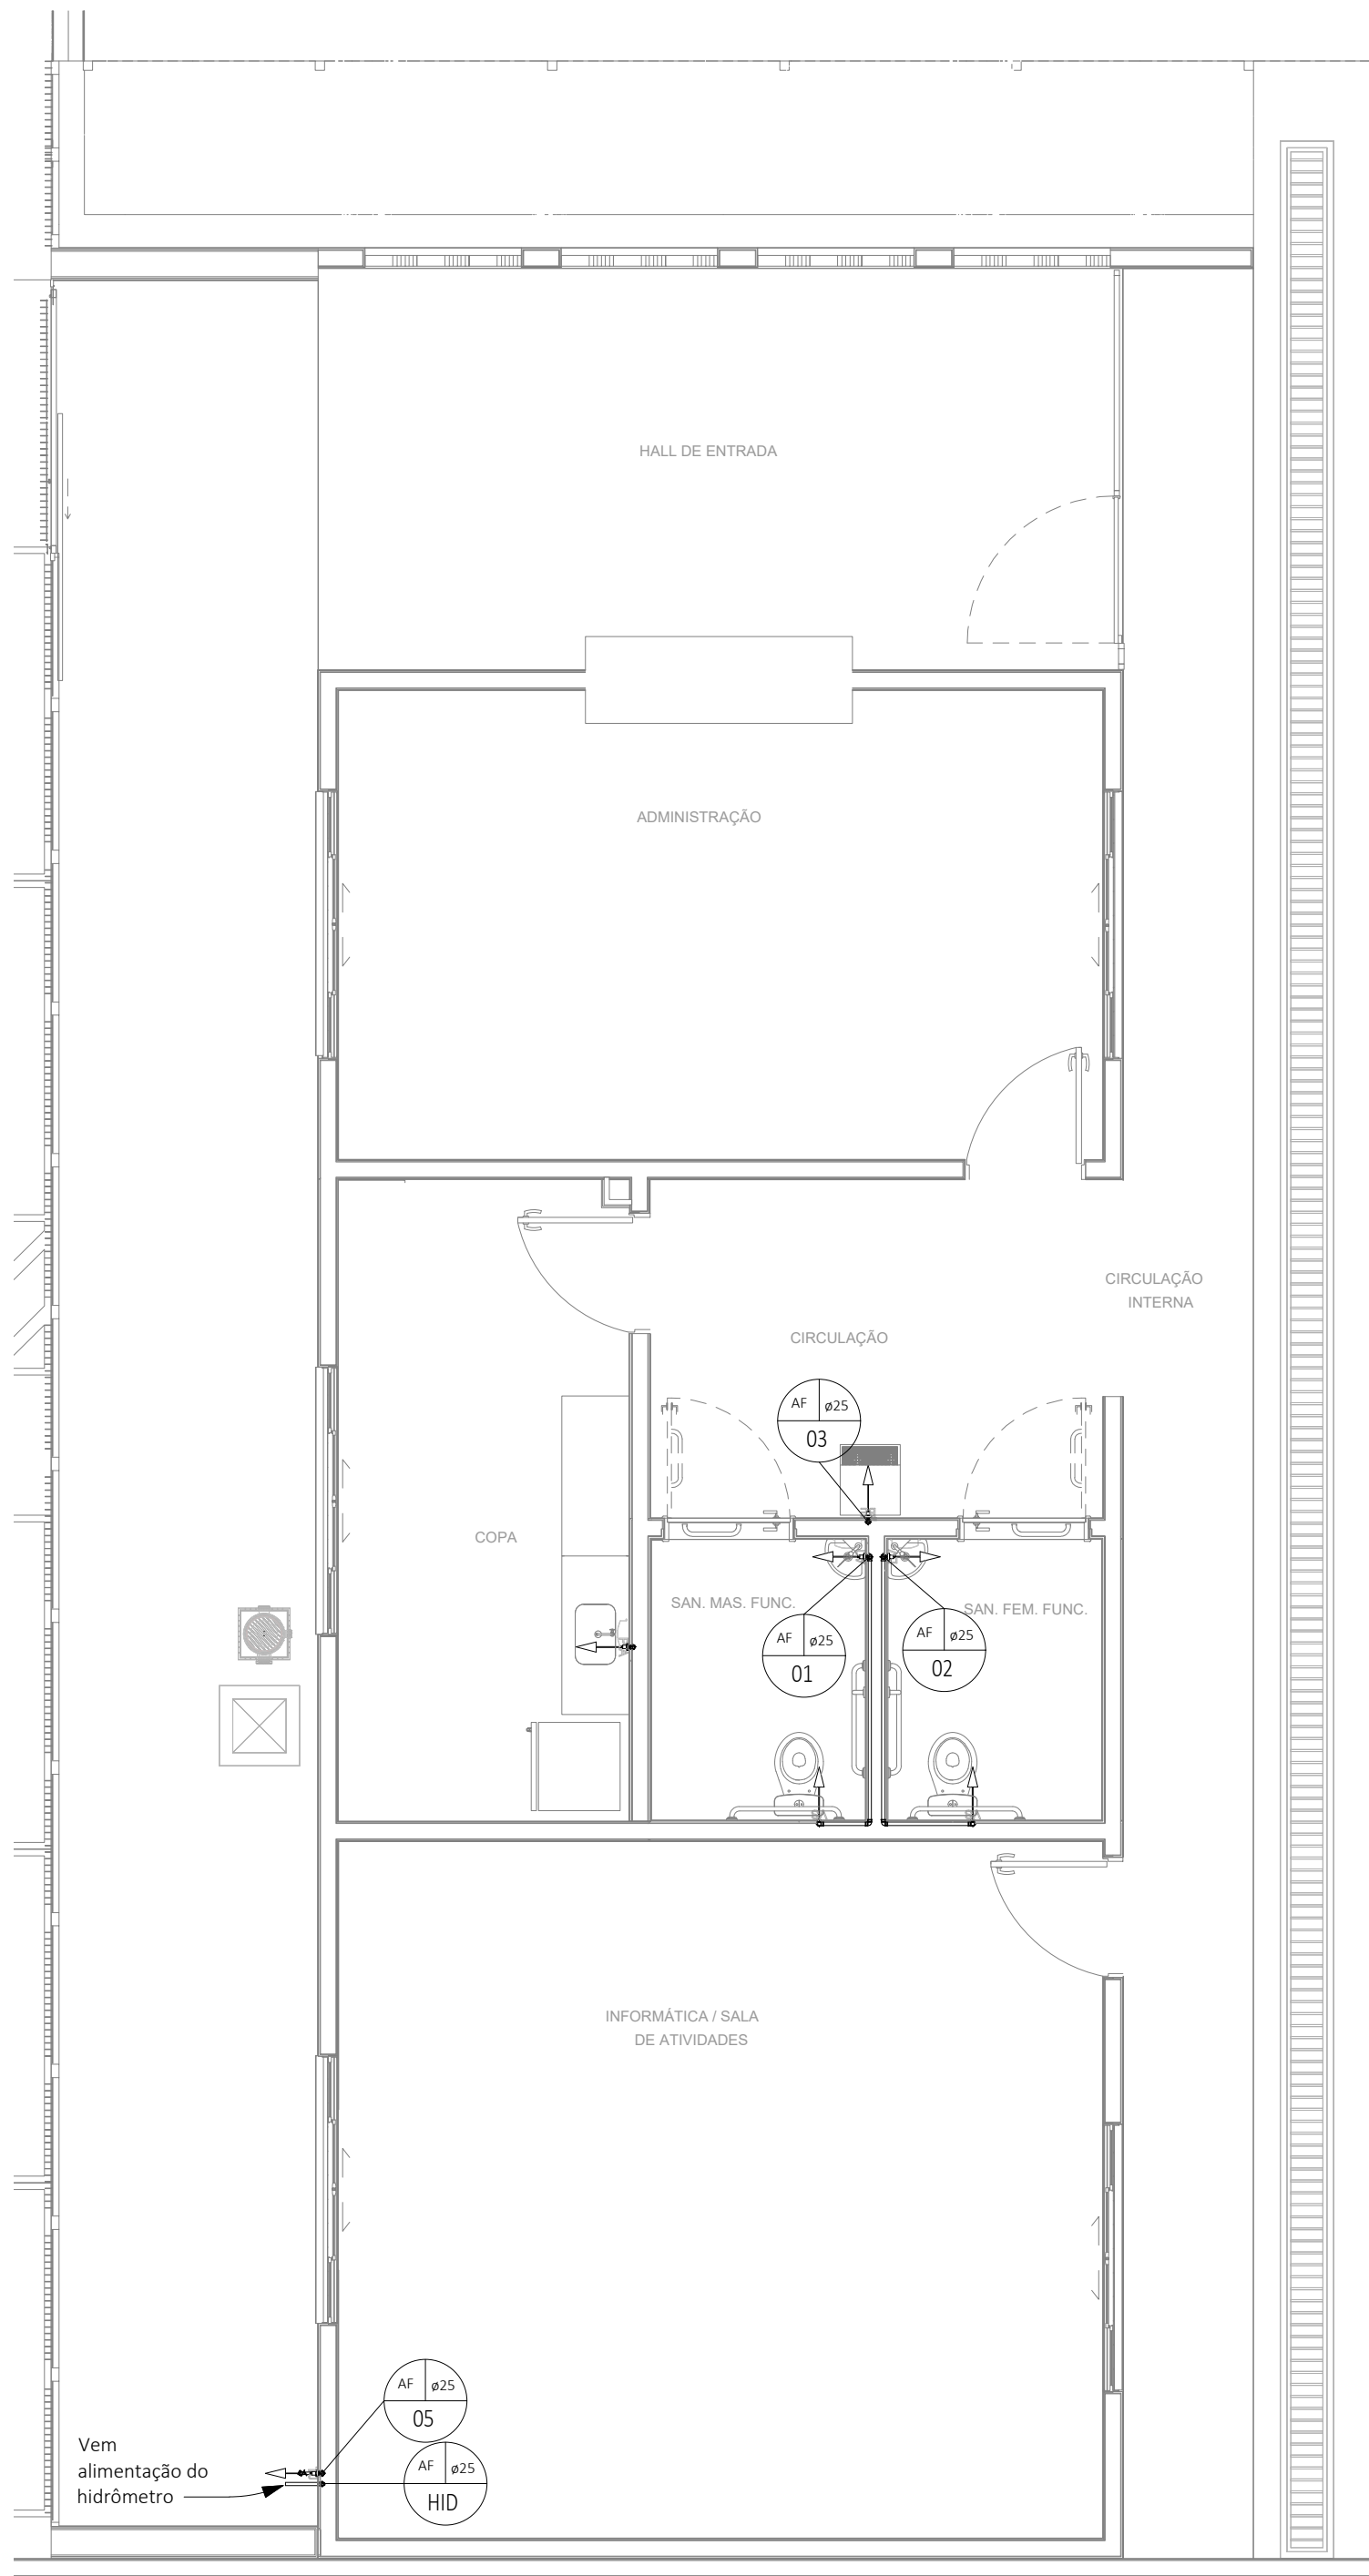 HALL DE ENTRADA
ADMINISTRAÇÃO
CIRCULAÇÃO
INTERNA
CIRCULAÇÃO
AF ø25
03
COPA
SAN. MAS. FUNC.
SAN. FEM. FUNC.
AF ø25
01
AF ø25
02
INFORMÁTICA / SALA
DE ATIVIDADES
AF ø25
05
Vem
alimentação do
hidrômetro
AF ø25
HID